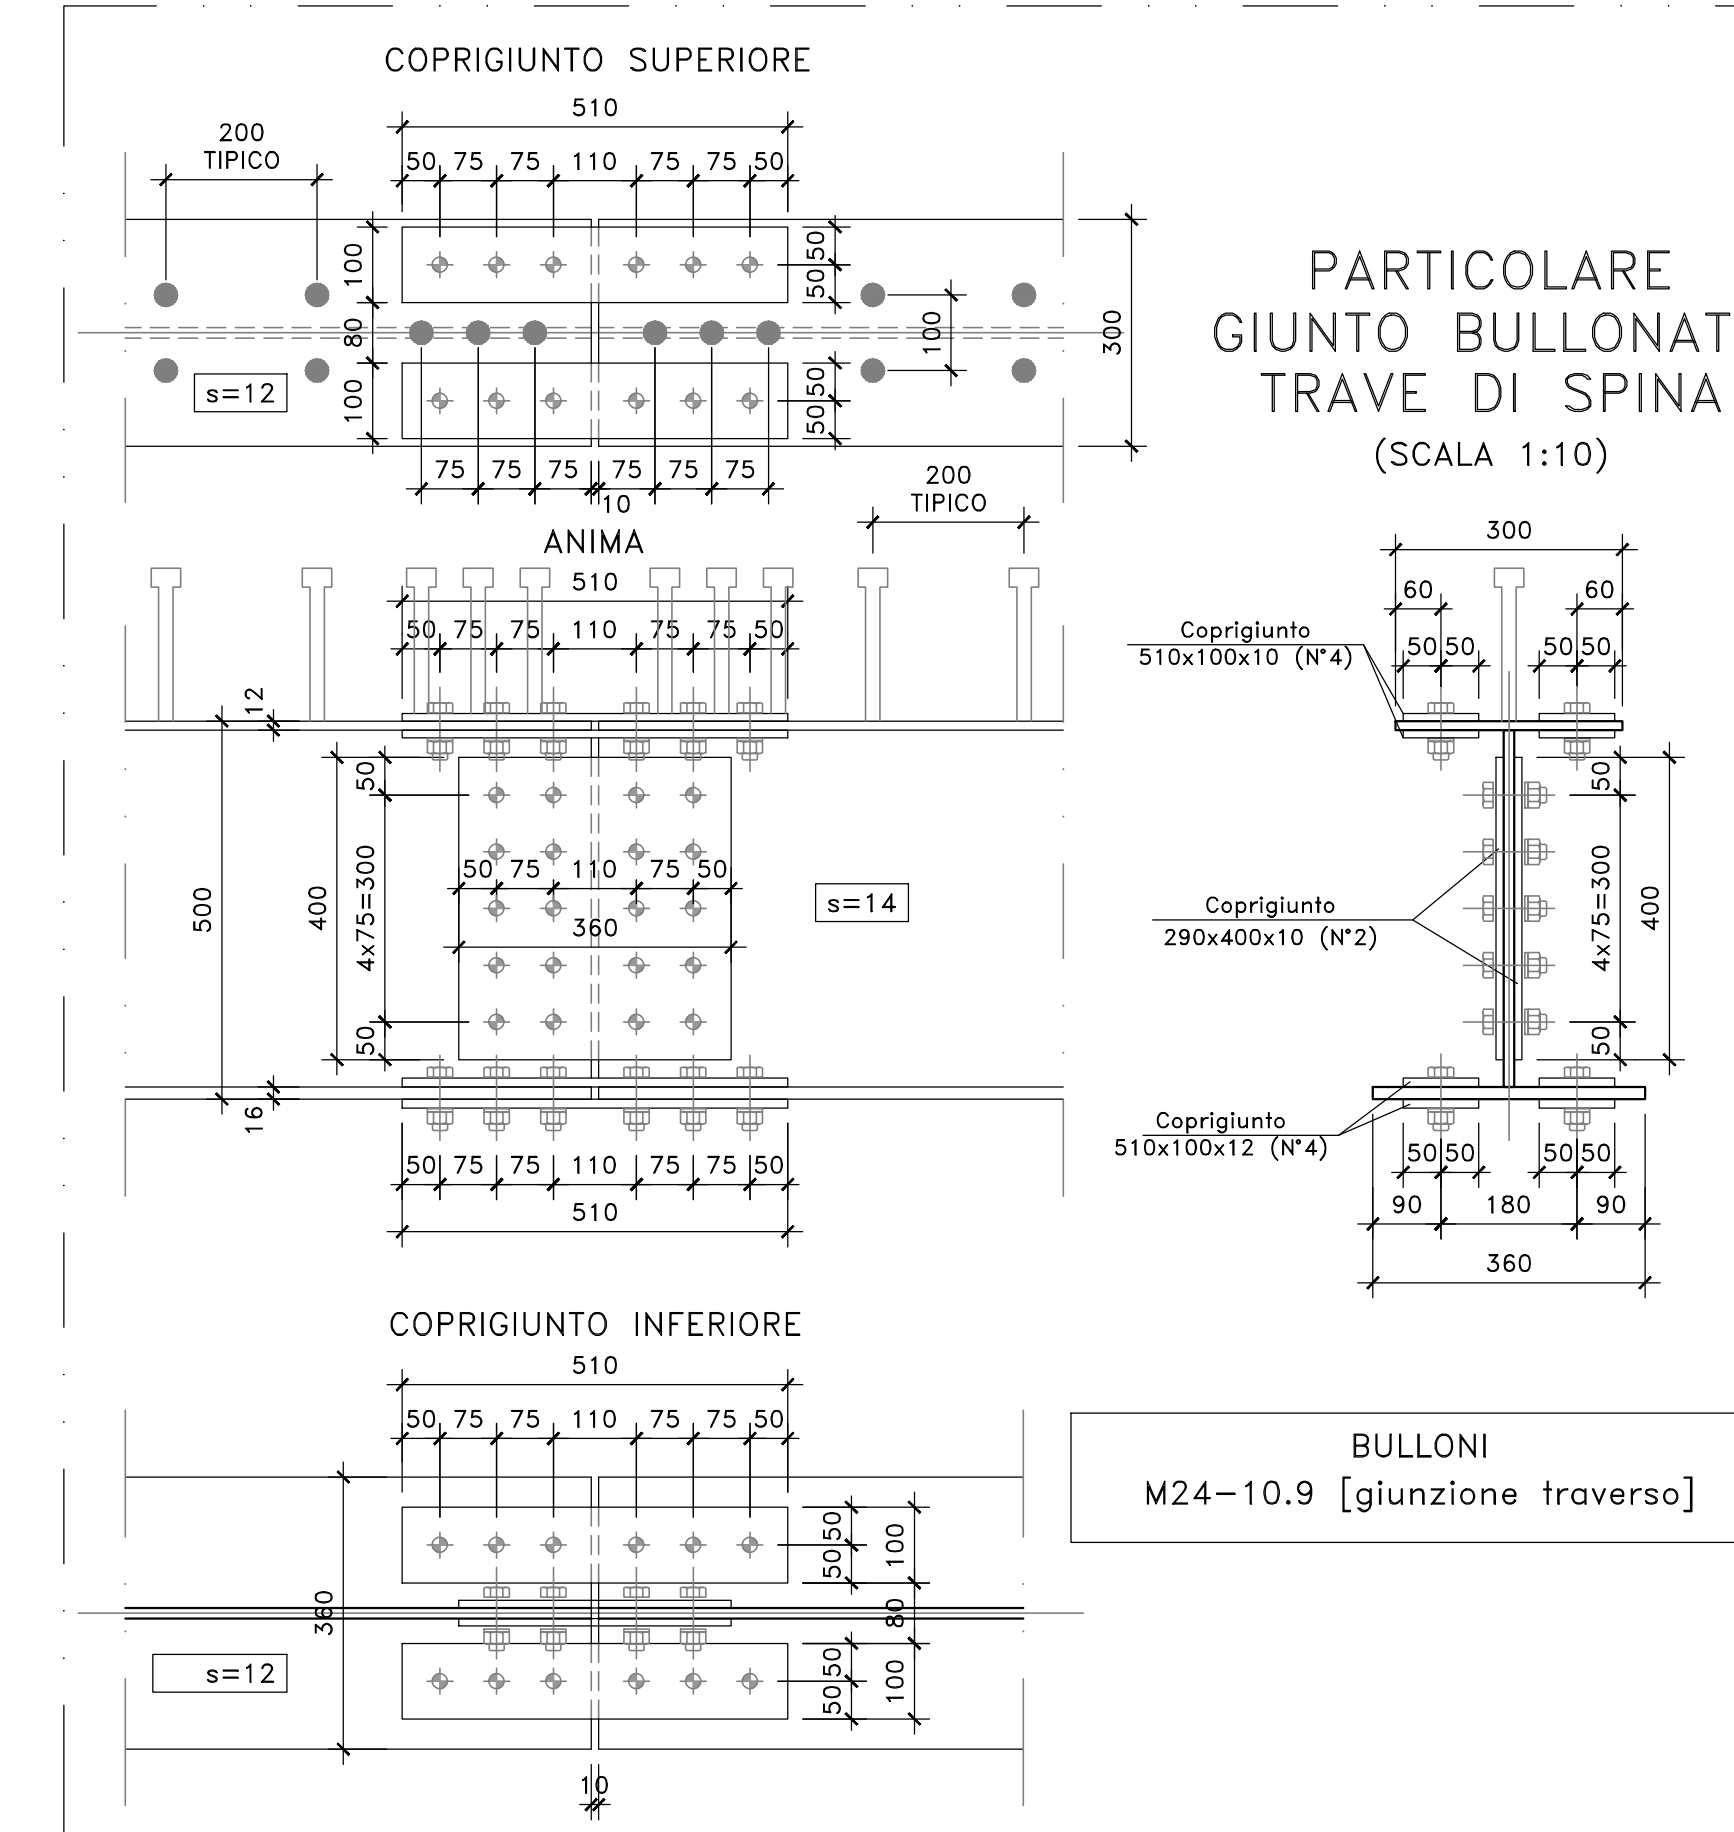 COPRIGIUNTO SUPERIORE
510
200
TIPICO
50 75 75 110 75 75 50
100
80
100
50
50
50
50
100
300
s=12
75 75 75 75 75 75
10
200
TIPICO
PARTICOLARE
GIUNTO BULLONAT
TRAVE DI SPINA
(SCALA 1:10)
ANIMA
510
50 75 75 110 75 75 50
12
500
400
50
4x75=300
50
50 75 110 75 50
360
s=14
16
50 75 75 110 75 75 50
510
300
60 60
50 50 50 50
Coprigiunto
510x100x10 (N°4)
50
4x75=300
400
50
Coprigiunto
290x400x10 (N°2)
Coprigiunto
510x100x12 (N°4)
50 50 50 50
90 180 90
360
COPRIGIUNTO INFERIORE
510
50 75 75 110 75 75 50
360
50
50
100
80
50
50
100
s=12
10
BULLONI
M24-10.9 [giunzione traverso]